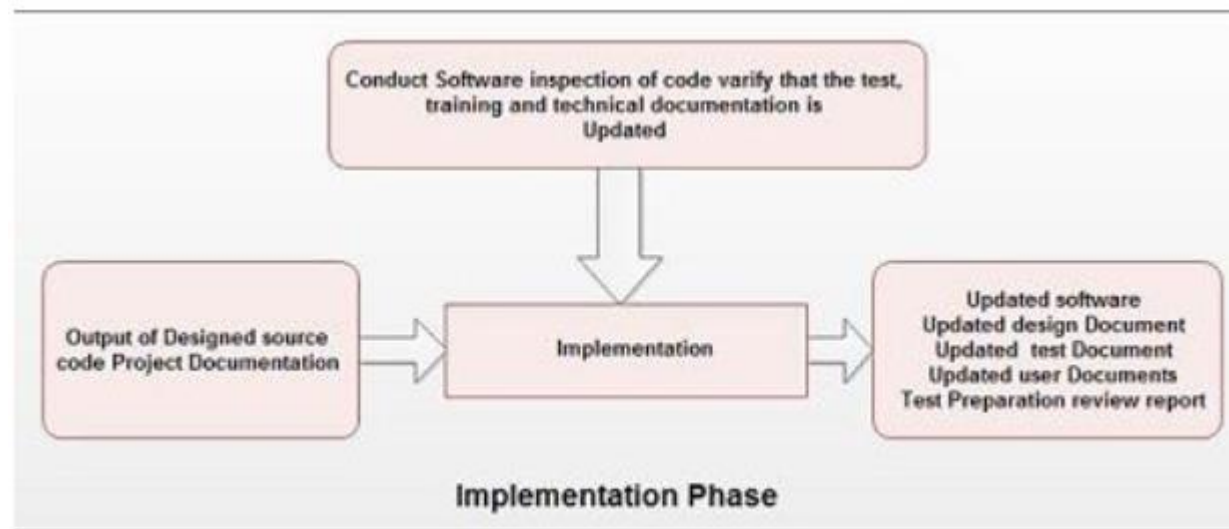 Conduct Software inspection of code varify that the test,
training and technical documentation is
Updated
Output of Designed source
code Project Documentation
Implementation
Updated software
Updated design Document
Updated test Document
Updated user Documents
Test Preparation review report
Implementation Phase